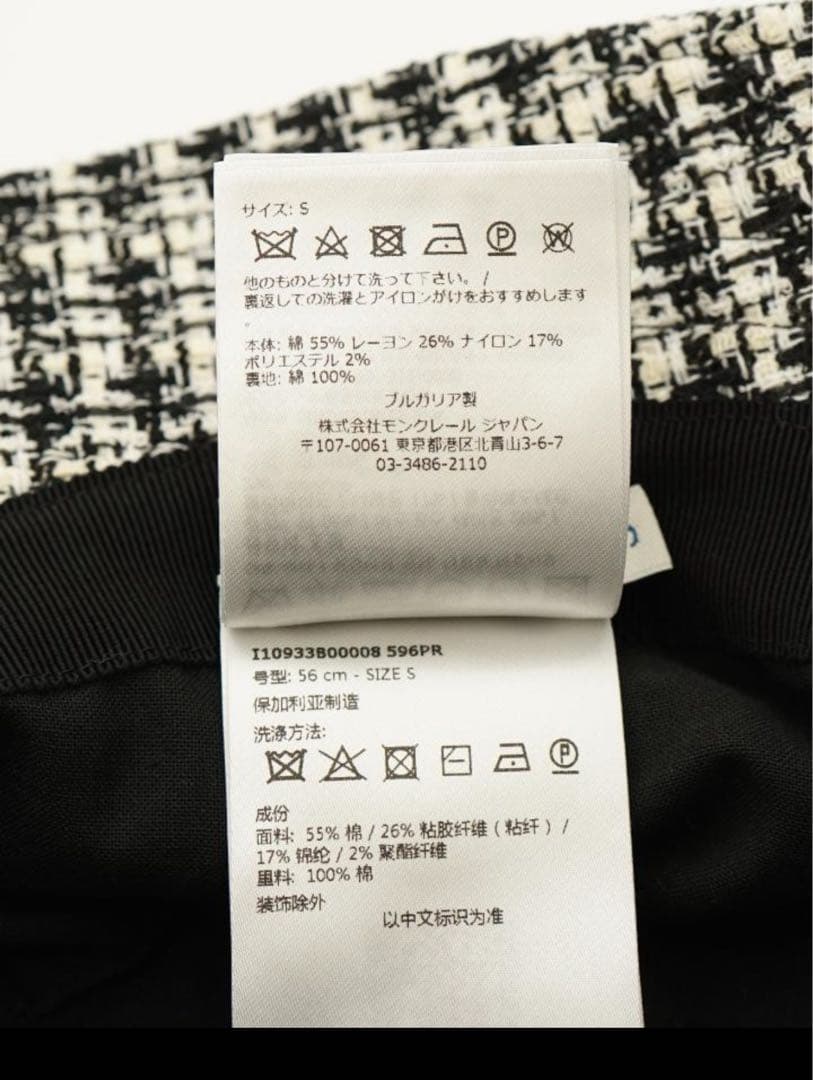 サイズ: S
W
他のものと分けて洗って下さい。 /
裏返しての洗濯とアイロンがけをおすすめします
。
本体: 綿 55% レーヨン 26% ナイロン 17%
ポリエステル 2%
裏地: 綿 100%
ブルガリア製
株式会社モンクレール ジャパン
〒107-0061 東京都港区北青山3-6-7
03-3486-2110
I10933B00008 596PR
号型: 56 cm - SIZE S
保加利亚制造
洗涤方法:
P
成份
面料: 55% 棉 / 26% 粘胶纤维 ( 粘纤 ) /
17% 锦纶 / 2% 聚酯纤维
里料: 100% 棉
装饰除外
以中文标识为准